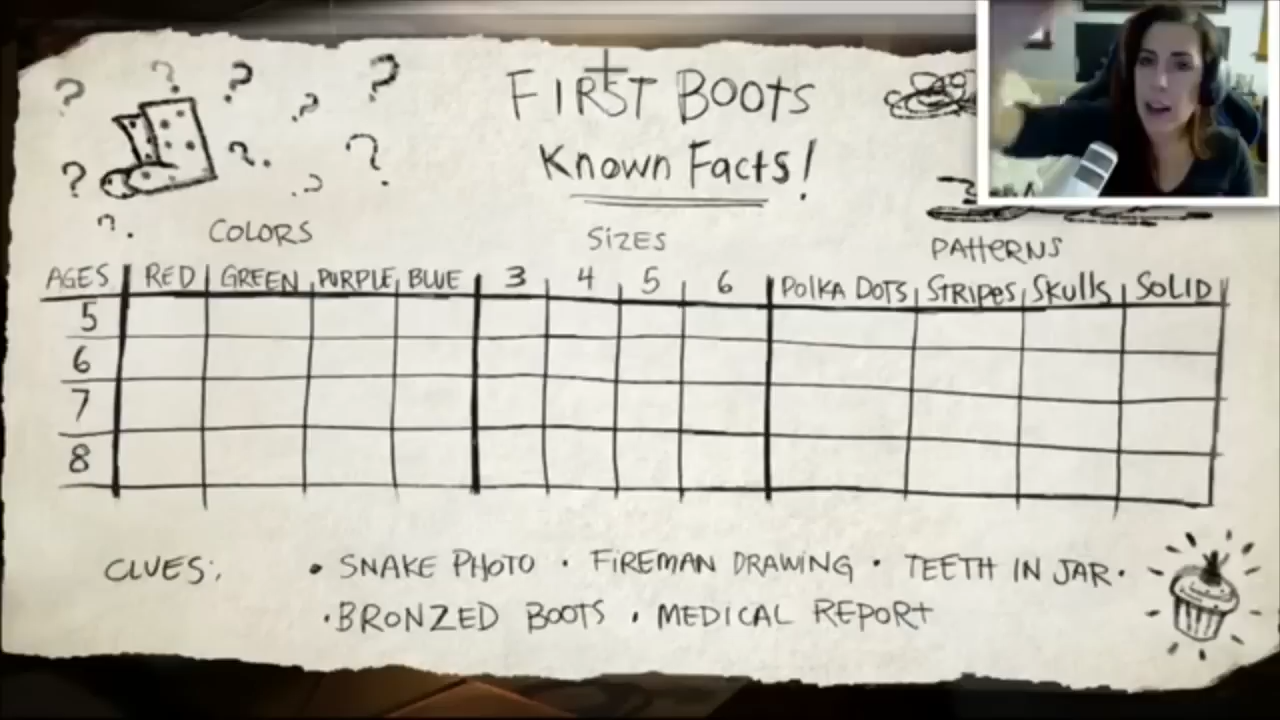 FIRST BOOTS
Known Facts!
COLORS SIZES PATTERNS
AGES RED GREEN PURPLE BLUE 3 4 5 6 POLKA DOTS STRIPES SKULLS SOLID
5
6
7
8
CLUES: • SNAKE PHOTO • FIREMAN DRAWING • TEETH IN JAR •
• BRONZED BOOTS • MEDICAL REPORT